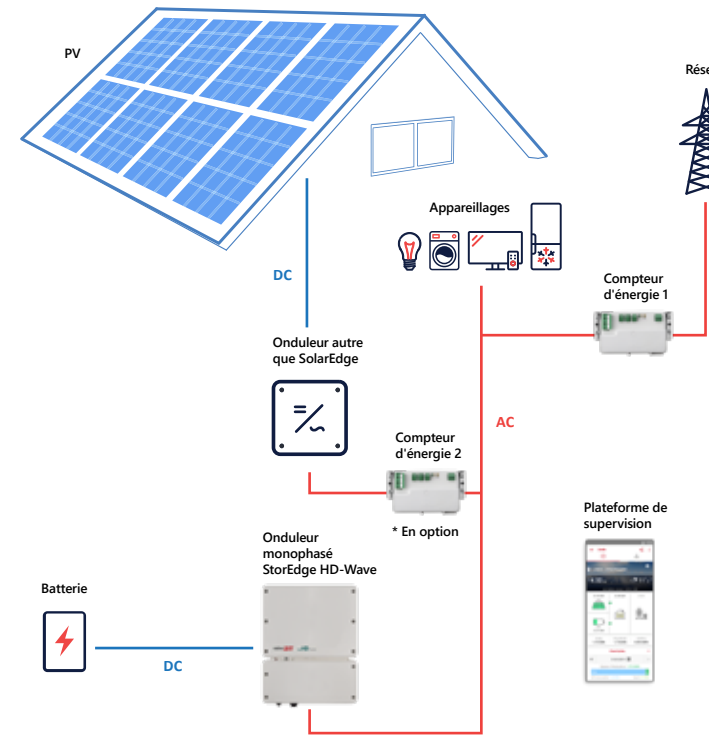 PV
Rése
Appareillages
Compteur
d'énergie 1
DC
Onduleur autre
que SolarEdge
AC
Compteur
d'énergie 2
* En option
Plateforme de
supervision
Onduleur
monophasé
StorEdge HD-Wave
Batterie
DC